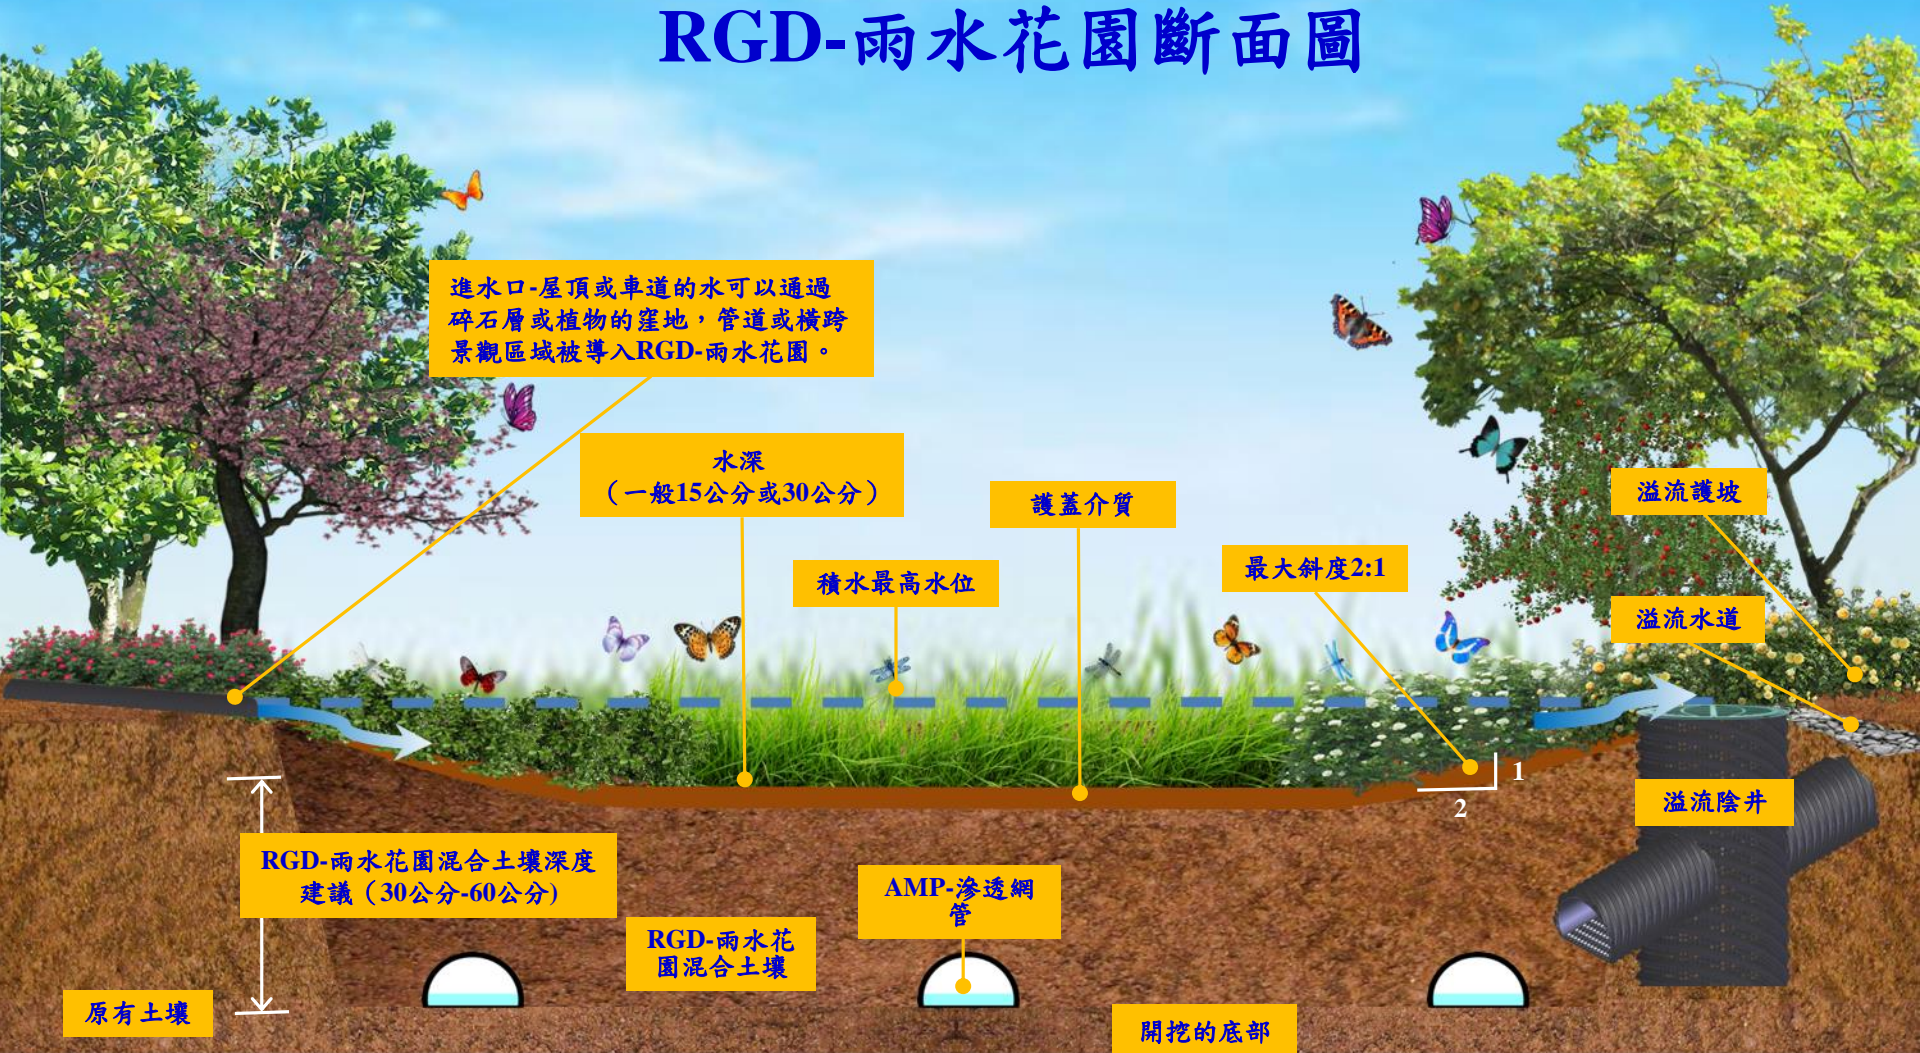 RGD-雨水花園斷面圖
進水口-屋頂或車道的水可以通過
碎石層或植物的窪地，管道或橫跨
景觀區域被導入RGD-雨水花園。
水深
（一般15公分或30公分）
護蓋介質
溢流護坡
最大斜度2:1
積水最高水位
溢流水道
1
2
溢流陰井
RGD-雨水花園混合土壤深度
建議（30公分-60公分)
AMP-滲透網
管
RGD-雨水花
園混合土壤
原有土壤
開挖的底部